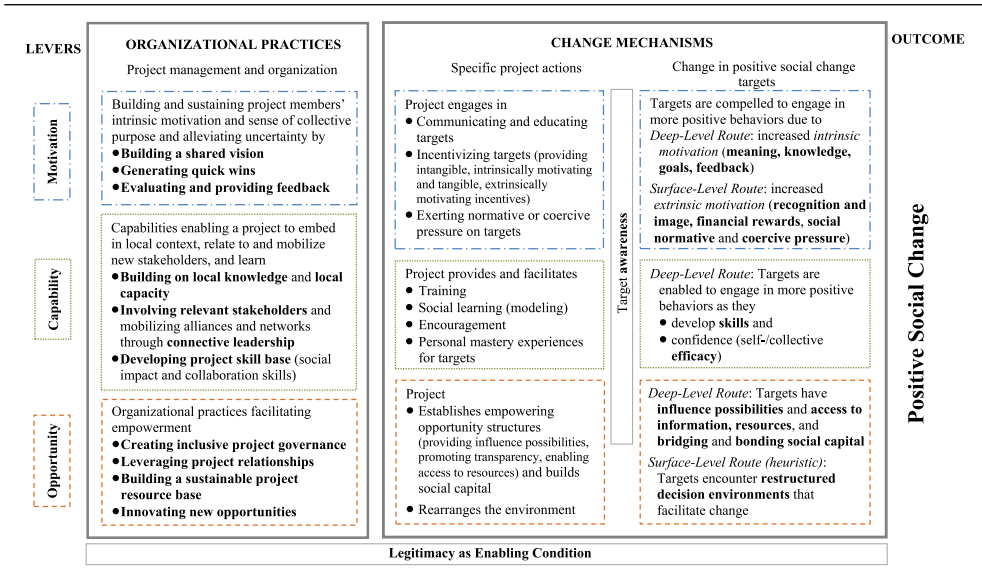 LEVERS
ORGANIZATIONAL PRACTICES
Project management and organization
CHANGE MECHANISMS
Specific project actions
Change in positive social change
targets
OUTCOME
Motivation
Building and sustaining project members'
intrinsic motivation and sense of collective
purpose and alleviating uncertainty by
●Building a shared vision
●Generating quick wins
●Evaluating and providing feedback
Project engages in
● Communicating and educating
targets
● Incentivizing targets (providing
intangible, intrinsically motivating
and tangible, extrinsically
motivating incentives)
● Exerting normative or coercive
pressure on targets
Target awareness
Targets are compelled to engage in
more positive behaviors due to
Deep-Level Route: increased intrinsic
motivation (meaning, knowledge,
goals, feedback)
Surface-Level Route: increased
extrinsic motivation (recognition and
image, financial rewards, social
normative and coercive pressure)
Capability
Capabilities enabling a project to embed
in local context, relate to and mobilize
new stakeholders, and learn
●Building on local knowledge and local
capacity
●Involving relevant stakeholders and
mobilizing alliances and networks
through connective leadership
●Developing project skill base (social
impact and collaboration skills)
Project provides and facilitates
● Training
● Social learning (modeling)
● Encouragement
● Personal mastery experiences
for targets
Deep-Level Route: Targets are
enabled to engage in more positive
behaviors as they
● develop skills and
● confidence (self-/collective
efficacy)
Opportunity
Organizational practices facilitating
empowerment
●Creating inclusive project governance
●Leveraging project relationships
●Building a sustainable project
resource base
●Innovating new opportunities
Project
● Establishes empowering
opportunity structures
(providing influence possibilities,
promoting transparency, enabling
access to resources) and builds
social capital
● Rearranges the environment
Deep-Level Route: Targets have
influence possibilities and access to
information, resources, and
bridging and bonding social capital
Surface-Level Route (heuristic):
Targets encounter restructured
decision environments that
facilitate change
Positive Social Change
Legitimacy as Enabling Condition